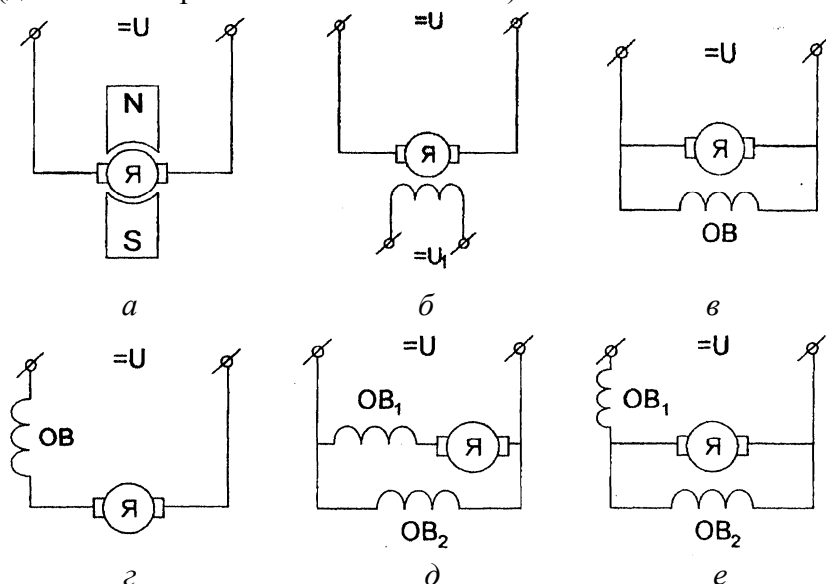 =U =U =U
N
Я Я Я
S
ОВ
=U₁
а б в
=U =U =U
ОВ₁ ОВ₁
ОВ
Я Я Я
ОВ₂ ОВ₂
г д е